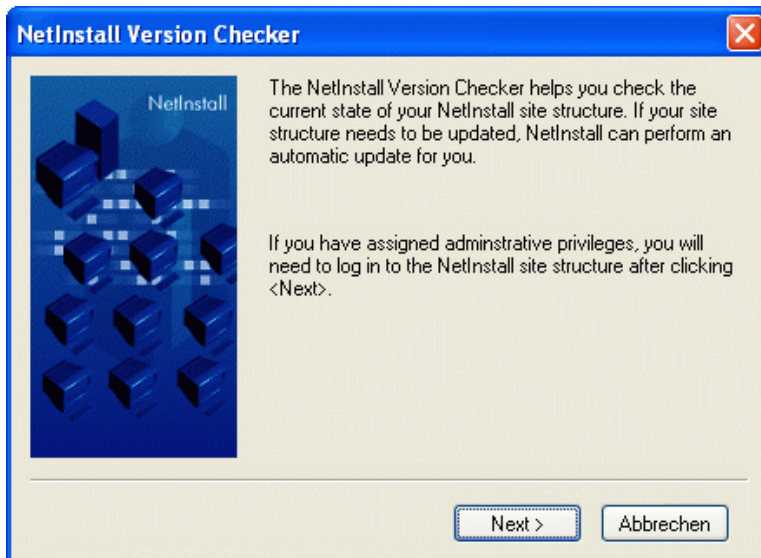 NetInstall Version Checker
NetInstall
The NetInstall Version Checker helps you check the
current state of your NetInstall site structure. If your site
structure needs to be updated, NetInstall can perform an
automatic update for you.
If you have assigned adminstrative privileges, you will
need to log in to the NetInstall site structure after clicking
<Next>.
Next >
Abbrechen